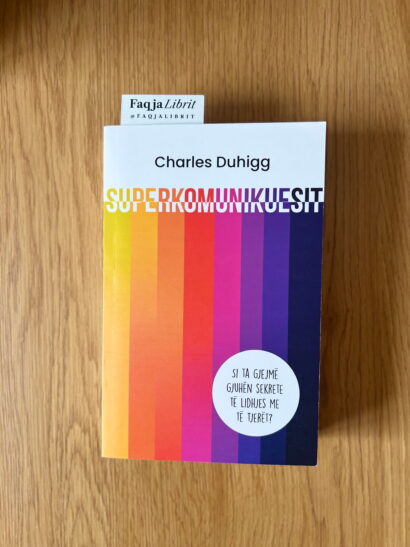 Faqja Librit
@FAQJALIBRIT
Charles Duhigg
SUPERKOMUNIKUESIT
SI TA GJEJMË
GJUHËN SEKRETE
TË LIDHJES ME
TË TJERËT?